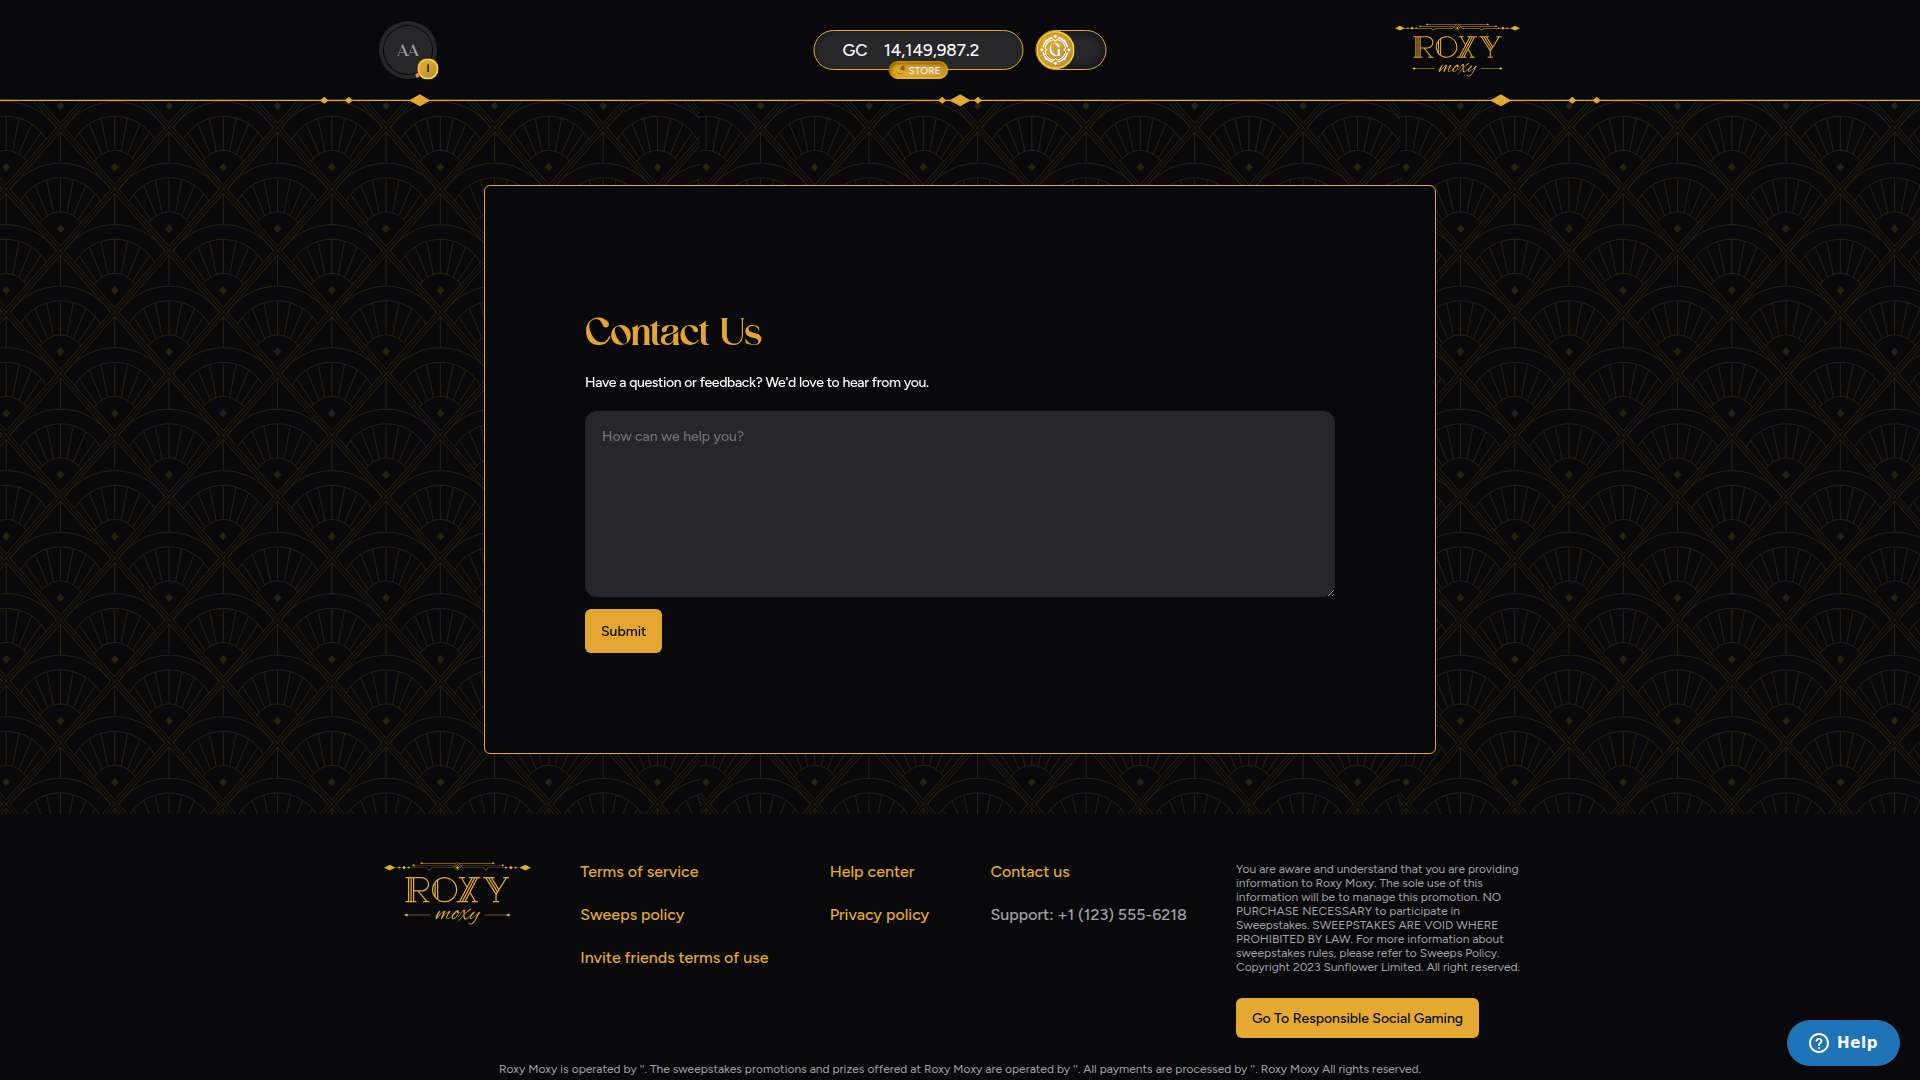 AA
I
GC 14,149,987.2
STORE
G
ROXY
moxy
Contact Us
Have a question or feedback? We'd love to hear from you.
How can we help you?
Submit
ROXY
moxy
Terms of service
Sweeps policy
Invite friends terms of use
Help center
Privacy policy
Contact us
Support: +1 (123) 555-6218
You are aware and understand that you are providing
information to Roxy Moxy. The sole use of this
information will be to manage this promotion. NO
PURCHASE NECESSARY to participate in
Sweepstakes. SWEEPSTAKES ARE VOID WHERE
PROHIBITED BY LAW. For more information about
sweepstakes rules, please refer to Sweeps Policy.
Copyright 2023 Sunflower Limited. All right reserved.
Go To Responsible Social Gaming
Help
Roxy Moxy is operated by ''. The sweepstakes promotions and prizes offered at Roxy Moxy are operated by ''. All payments are processed by ''. Roxy Moxy All rights reserved.